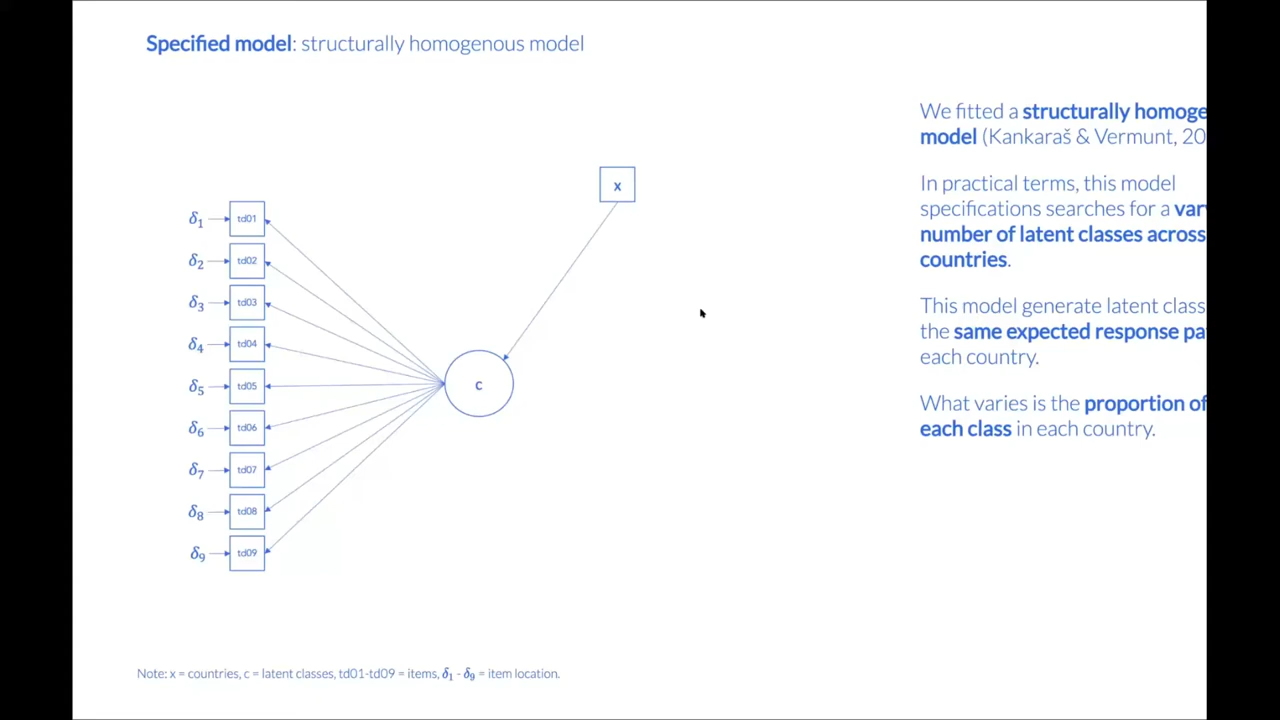 Specified model: structurally homogenous model
We fitted a structurally homoge
model (Kankaraš & Vermunt, 20
In practical terms, this model
specifications searches for a var
number of latent classes across
countries.
This model generate latent class
the same expected response pa
each country.
What varies is the proportion of
each class in each country.
x
c
δ1 td01
δ2 td02
δ3 td03
δ4 td04
δ5 td05
δ6 td06
δ7 td07
δ8 td08
δ9 td09
Note: x = countries, c = latent classes, td01-td09 = items, δ1 - δ9 = item location.